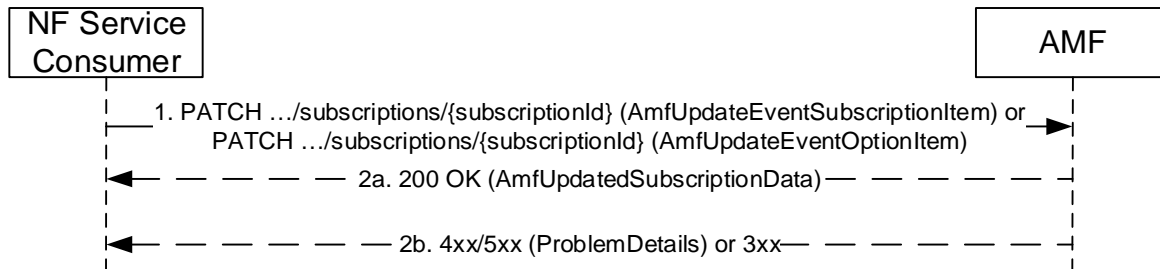 NF Service
Consumer
AMF
1. PATCH …/subscriptions/{subscriptionId} (AmfUpdateEventSubscriptionItem) or
PATCH …/subscriptions/{subscriptionId} (AmfUpdateEventOptionItem)
2a. 200 OK (AmfUpdatedSubscriptionData)
2b. 4xx/5xx (ProblemDetails) or 3xx